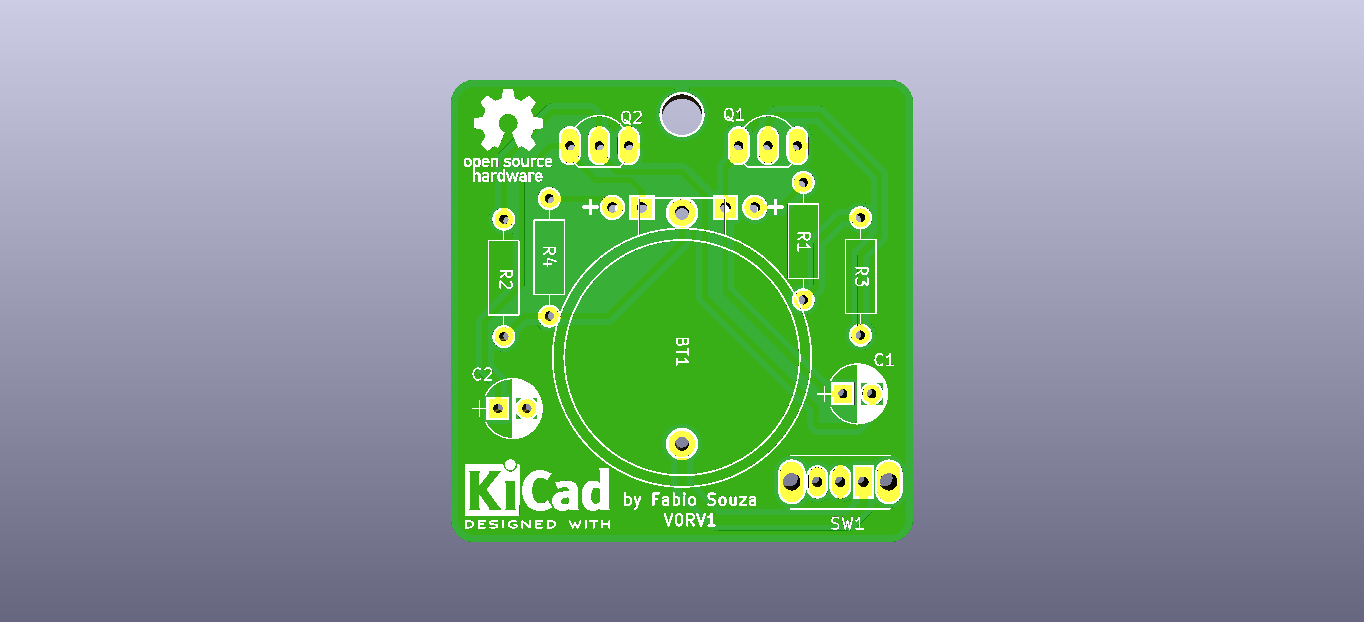 Q2
Q1
open source
hardware
+
+
R1
R4
R2
R3
BT1
C1
C2
+
+
KiCad
DESIGNED WITH
by Fabio Souza
V0RV1
SW1